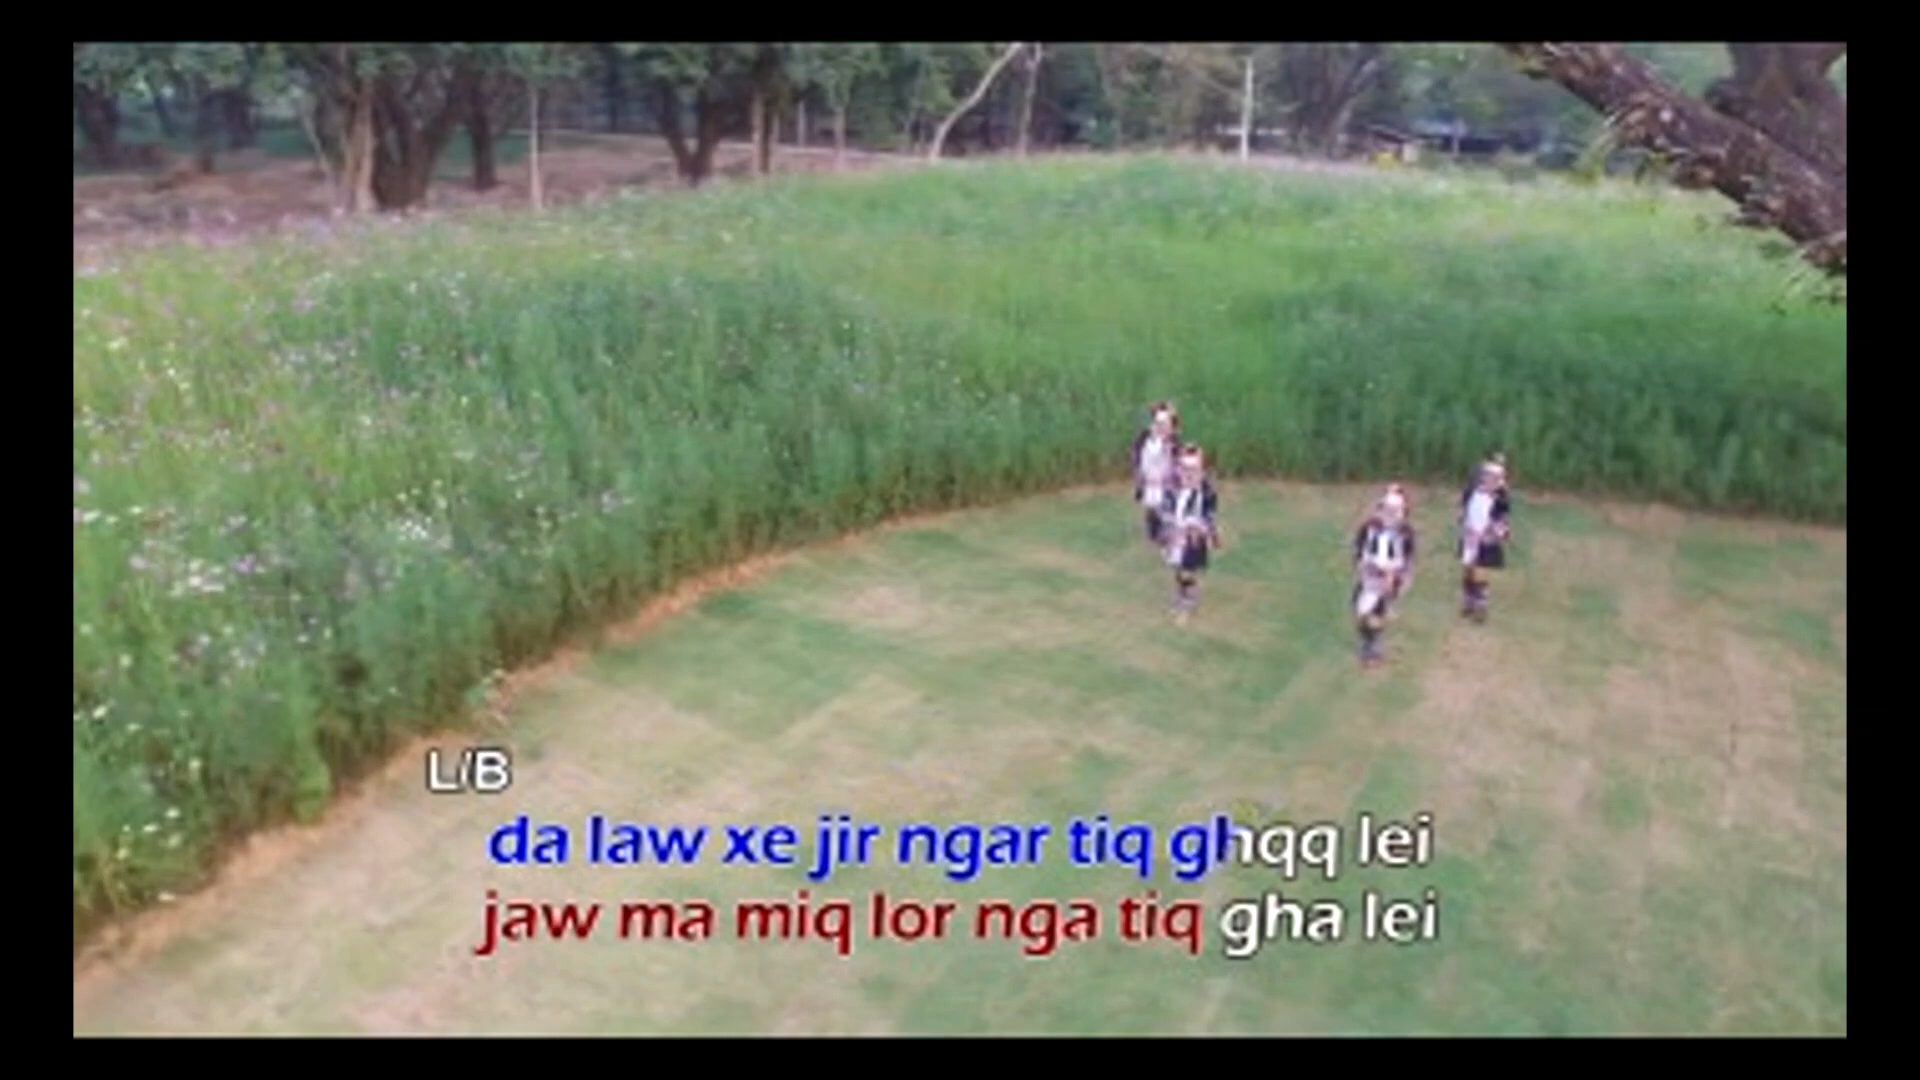 L/B
da law xe jir ngar tiq ghqq lei
jaw ma miq lor nga tiq gha lei